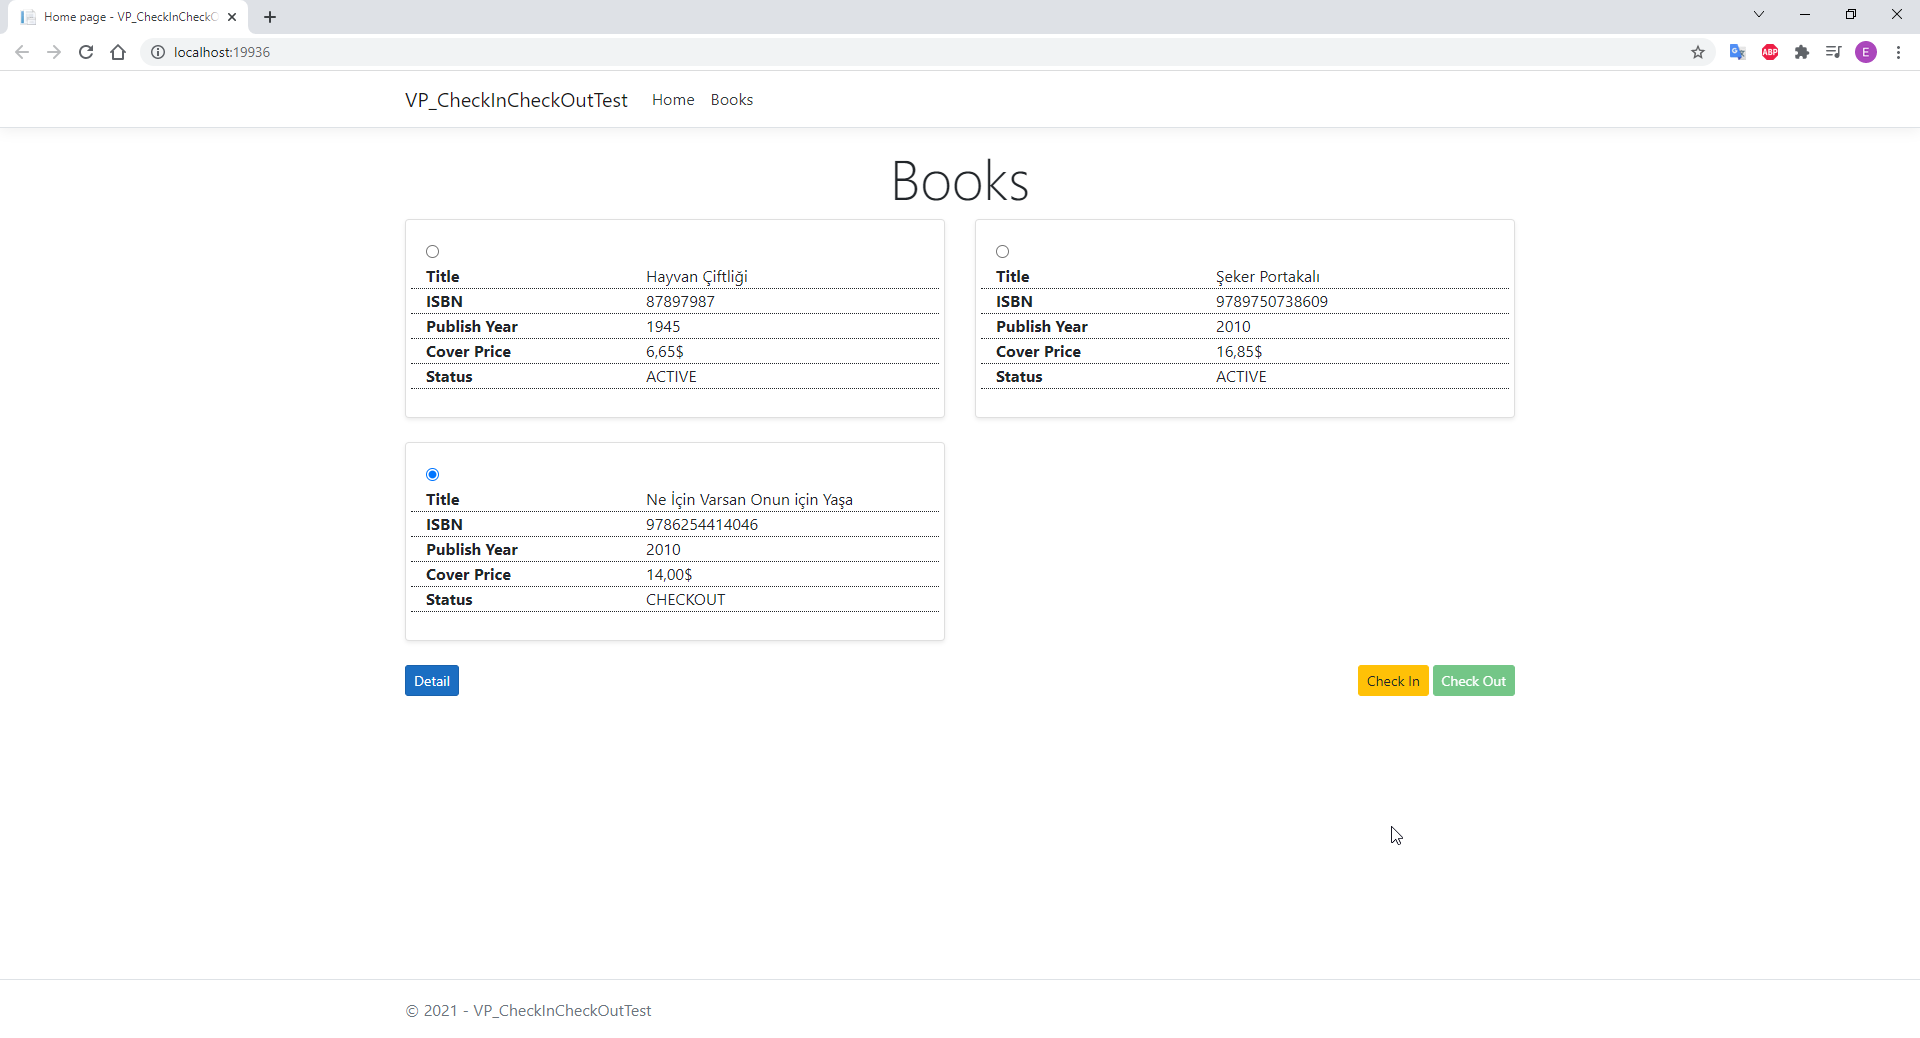 Home page - VP_CheckInCheckO
localhost:19936
ABP
E
VP_CheckInCheckOutTest Home Books
Books
Title Hayvan Çiftliği
ISBN 87897987
Publish Year 1945
Cover Price 6,65$
Status ACTIVE
Title Şeker Portakalı
ISBN 9789750738609
Publish Year 2010
Cover Price 16,85$
Status ACTIVE
Title Ne İçin Varsan Onun için Yaşa
ISBN 9786254414046
Publish Year 2010
Cover Price 14,00$
Status CHECKOUT
Detail Check In Check Out
© 2021 - VP_CheckInCheckOutTest